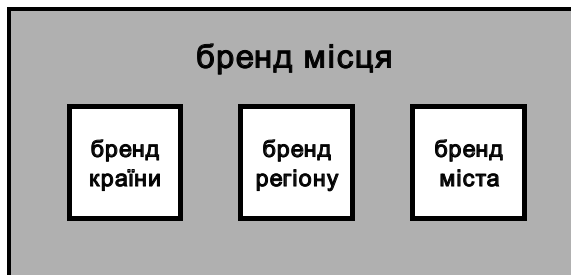 бренд місця
бренд
країни
бренд
регіону
бренд
міста